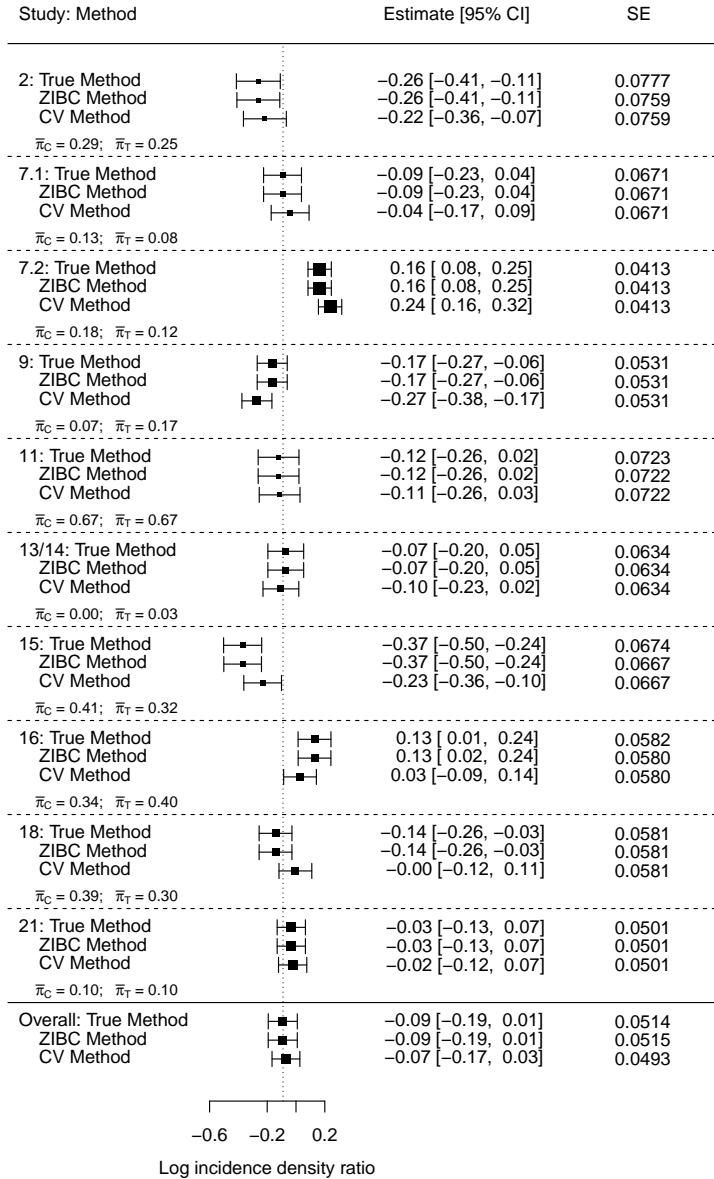 Study: Method Estimate [95% CI] SE
2: True Method −0.26 [−0.41, −0.11] 0.0777
ZIBC Method −0.26 [−0.41, −0.11] 0.0759
CV Method −0.22 [−0.36, −0.07] 0.0759
π̅C = 0.29; π̅T = 0.25
7.1: True Method −0.09 [−0.23, 0.04] 0.0671
ZIBC Method −0.09 [−0.23, 0.04] 0.0671
CV Method −0.04 [−0.17, 0.09] 0.0671
π̅C = 0.13; π̅T = 0.08
7.2: True Method 0.16 [ 0.08, 0.25] 0.0413
ZIBC Method 0.16 [ 0.08, 0.25] 0.0413
CV Method 0.24 [ 0.16, 0.32] 0.0413
π̅C = 0.18; π̅T = 0.12
9: True Method −0.17 [−0.27, −0.06] 0.0531
ZIBC Method −0.17 [−0.27, −0.06] 0.0531
CV Method −0.27 [−0.38, −0.17] 0.0531
π̅C = 0.07; π̅T = 0.17
11: True Method −0.12 [−0.26, 0.02] 0.0723
ZIBC Method −0.12 [−0.26, 0.02] 0.0722
CV Method −0.11 [−0.26, 0.03] 0.0722
π̅C = 0.67; π̅T = 0.67
13/14: True Method −0.07 [−0.20, 0.05] 0.0634
ZIBC Method −0.07 [−0.20, 0.05] 0.0634
CV Method −0.10 [−0.23, 0.02] 0.0634
π̅C = 0.00; π̅T = 0.03
15: True Method −0.37 [−0.50, −0.24] 0.0674
ZIBC Method −0.37 [−0.50, −0.24] 0.0667
CV Method −0.23 [−0.36, −0.10] 0.0667
π̅C = 0.41; π̅T = 0.32
16: True Method 0.13 [ 0.01, 0.24] 0.0582
ZIBC Method 0.13 [ 0.02, 0.24] 0.0580
CV Method 0.03 [−0.09, 0.14] 0.0580
π̅C = 0.34; π̅T = 0.40
18: True Method −0.14 [−0.26, −0.03] 0.0581
ZIBC Method −0.14 [−0.26, −0.03] 0.0581
CV Method −0.00 [−0.12, 0.11] 0.0581
π̅C = 0.39; π̅T = 0.30
21: True Method −0.03 [−0.13, 0.07] 0.0501
ZIBC Method −0.03 [−0.13, 0.07] 0.0501
CV Method −0.02 [−0.12, 0.07] 0.0501
π̅C = 0.10; π̅T = 0.10
Overall: True Method −0.09 [−0.19, 0.01] 0.0514
ZIBC Method −0.09 [−0.19, 0.01] 0.0515
CV Method −0.07 [−0.17, 0.03] 0.0493
−0.6 −0.2 0.2
Log incidence density ratio